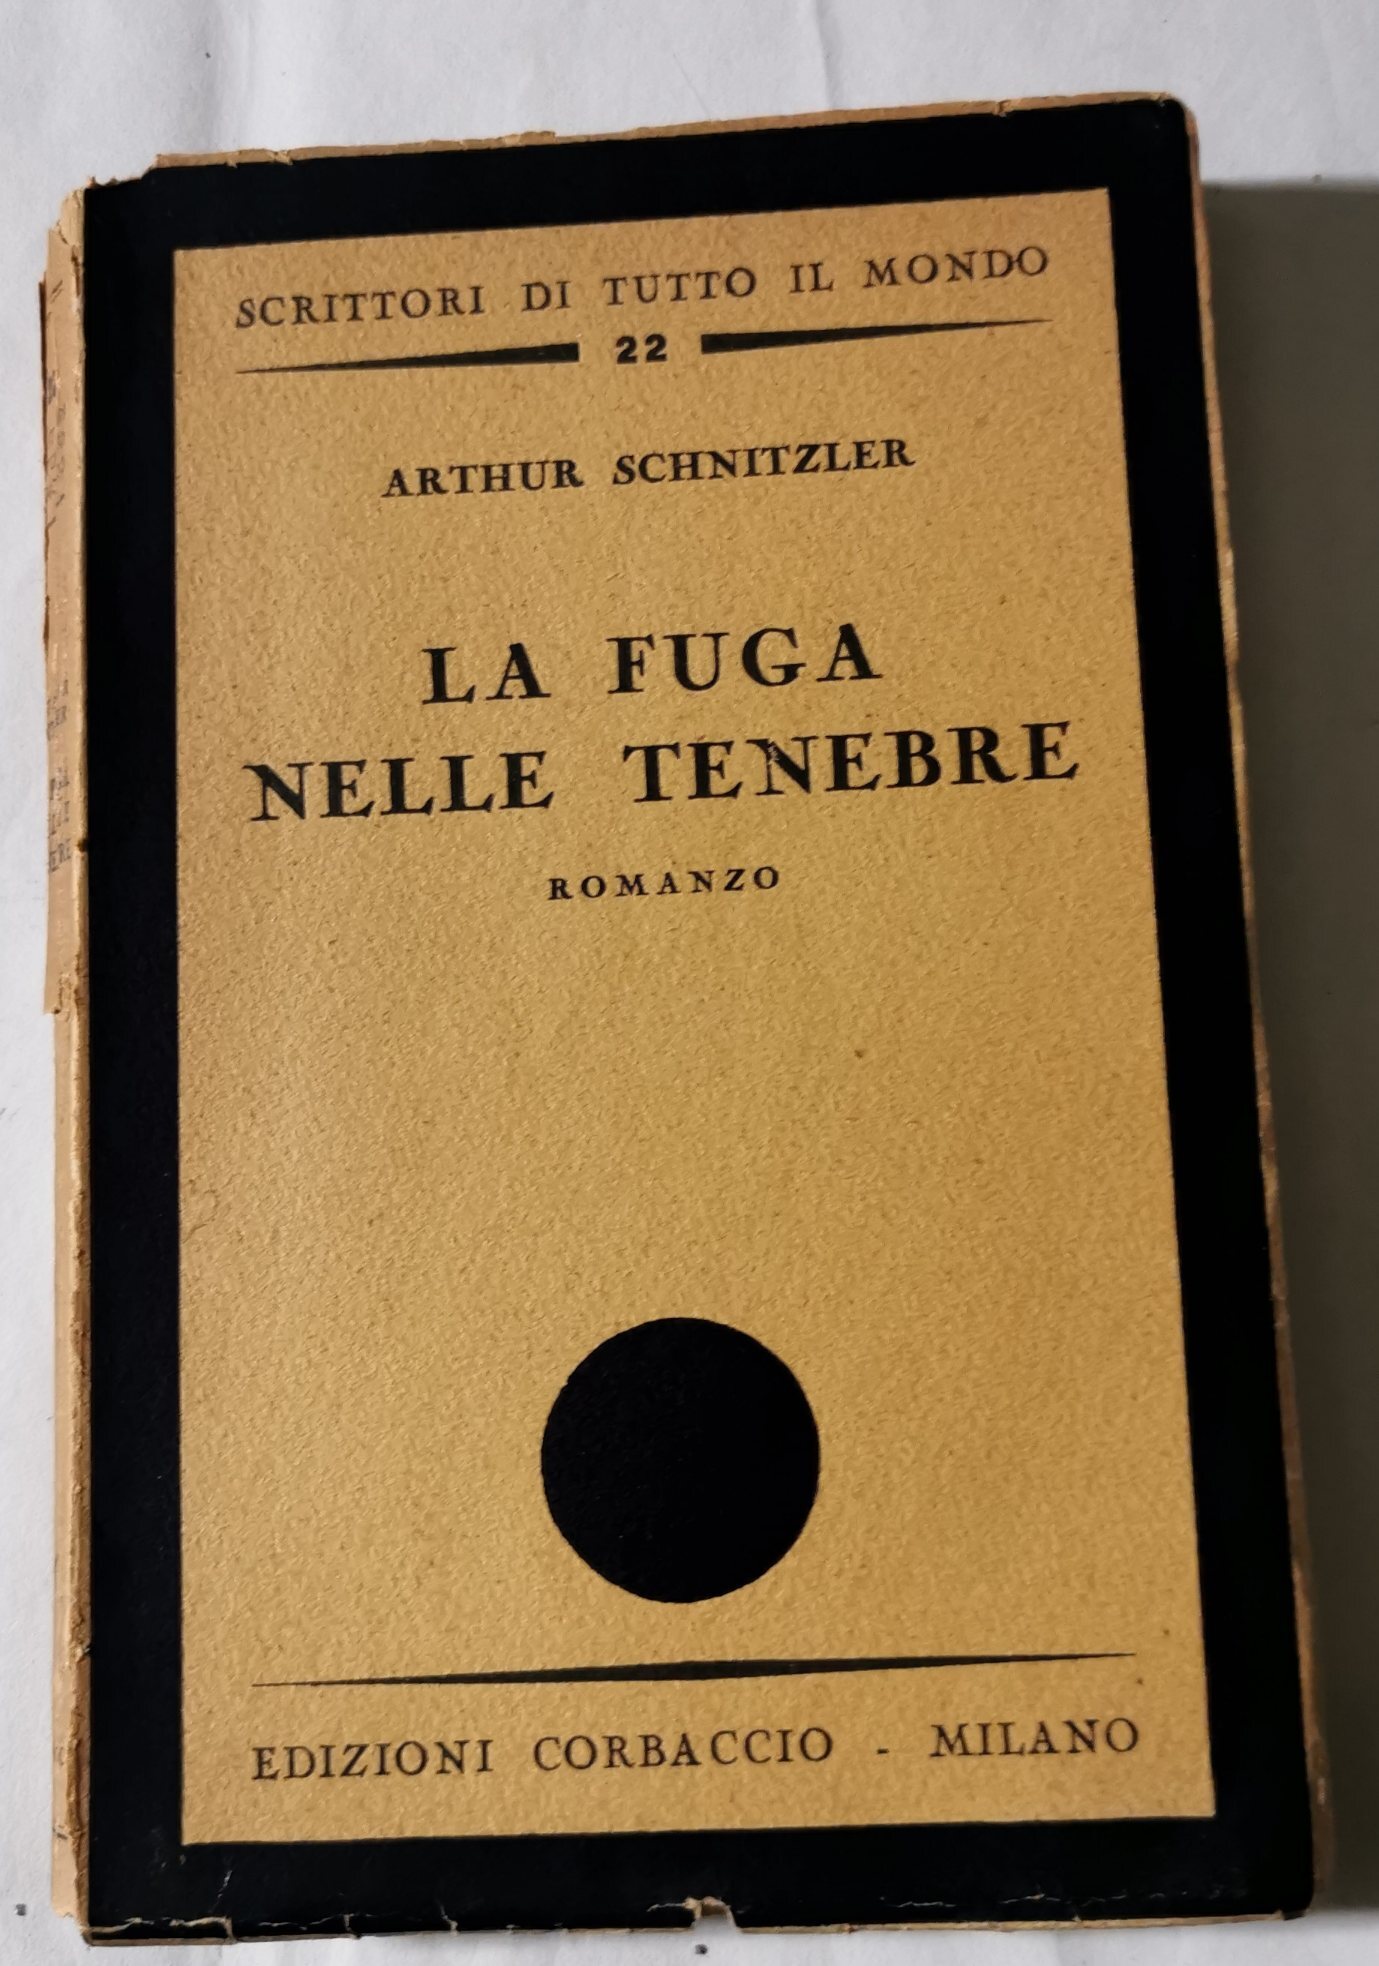 SCRITTORI DI TUTTO IL MONDO
22
ARTHUR SCHNITZLER
LA FUGA
NELLE TENEBRE
ROMANZO
EDIZIONI CORBACCIO - MILANO